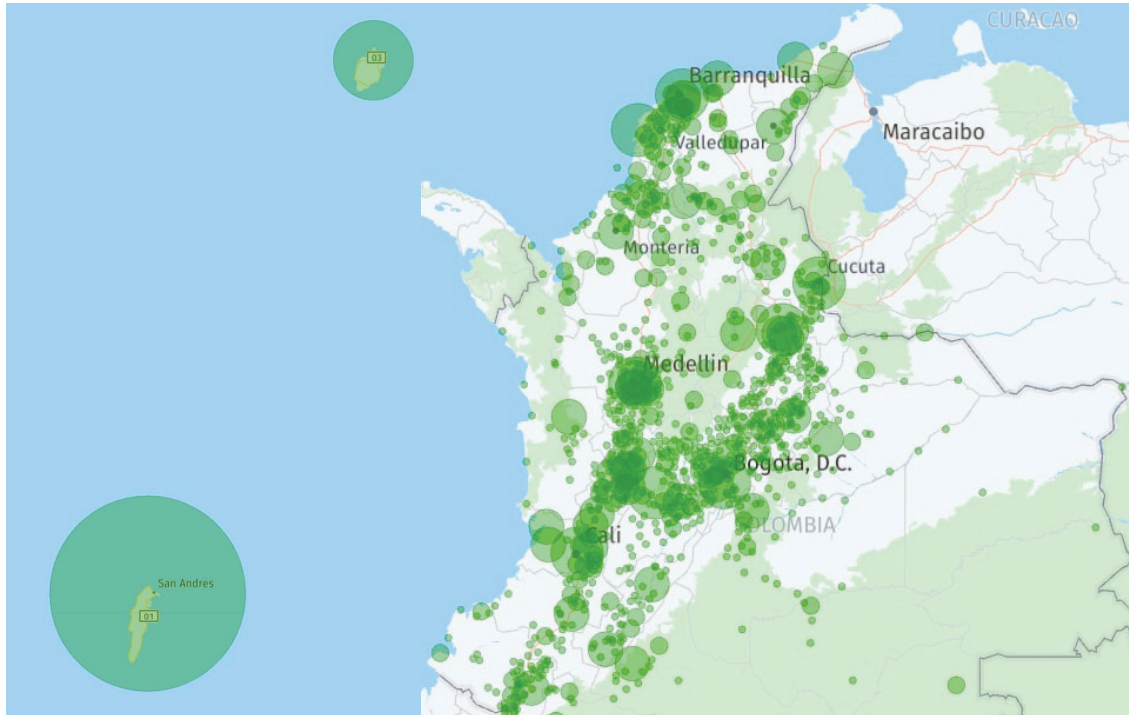 CURACAO
03
Barranquilla
Maracaibo
Valledupar
Monteria
Cucuta
Medellin
Bogota, D.C.
COLOMBIA
Cali
San Andres
01